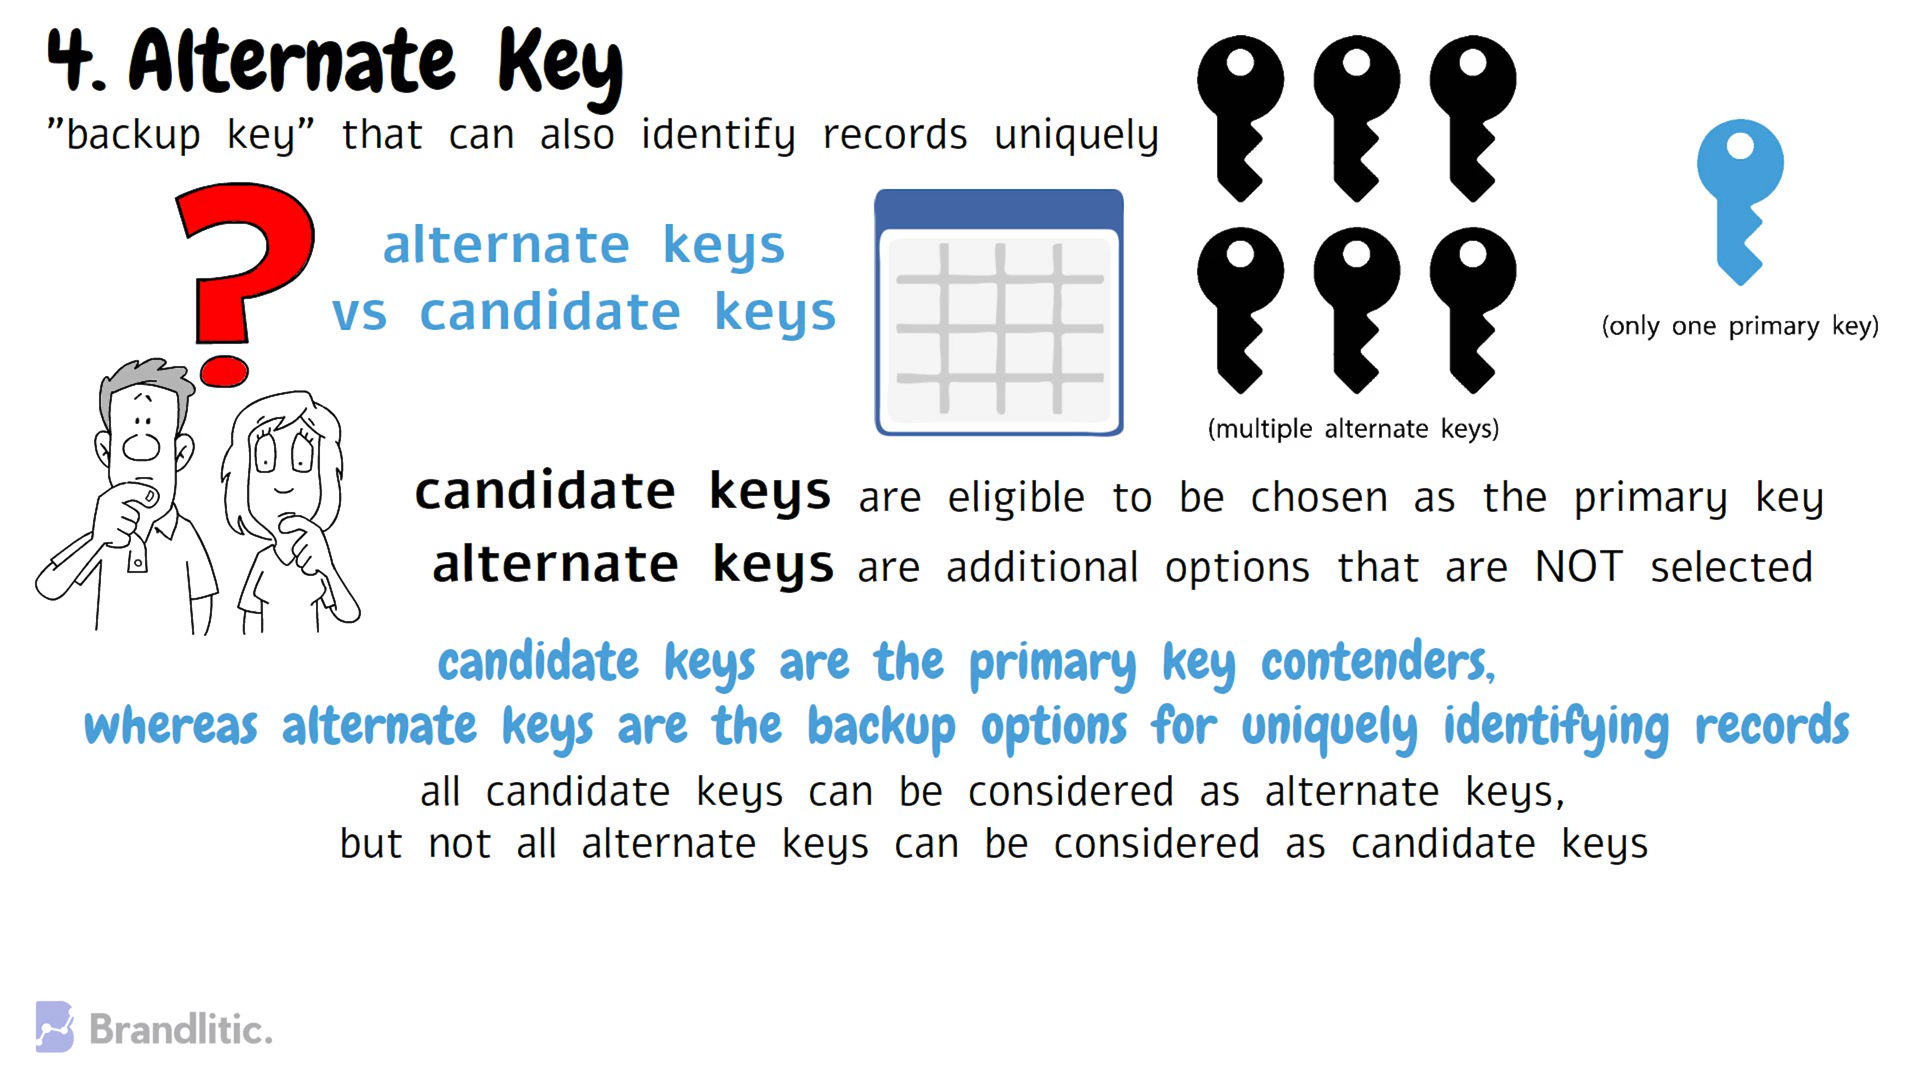 4. Alternate Key
”backup key” that can also identify records uniquely
alternate keys
vs candidate keys
(only one primary key)
(multiple alternate keys)
candidate keys are eligible to be chosen as the primary key
alternate keys are additional options that are NOT selected
candidate keys are the primary key contenders,
whereas alternate keys are the backup options for uniquely identifying records
all candidate keys can be considered as alternate keys,
but not all alternate keys can be considered as candidate keys
Brandlitic.